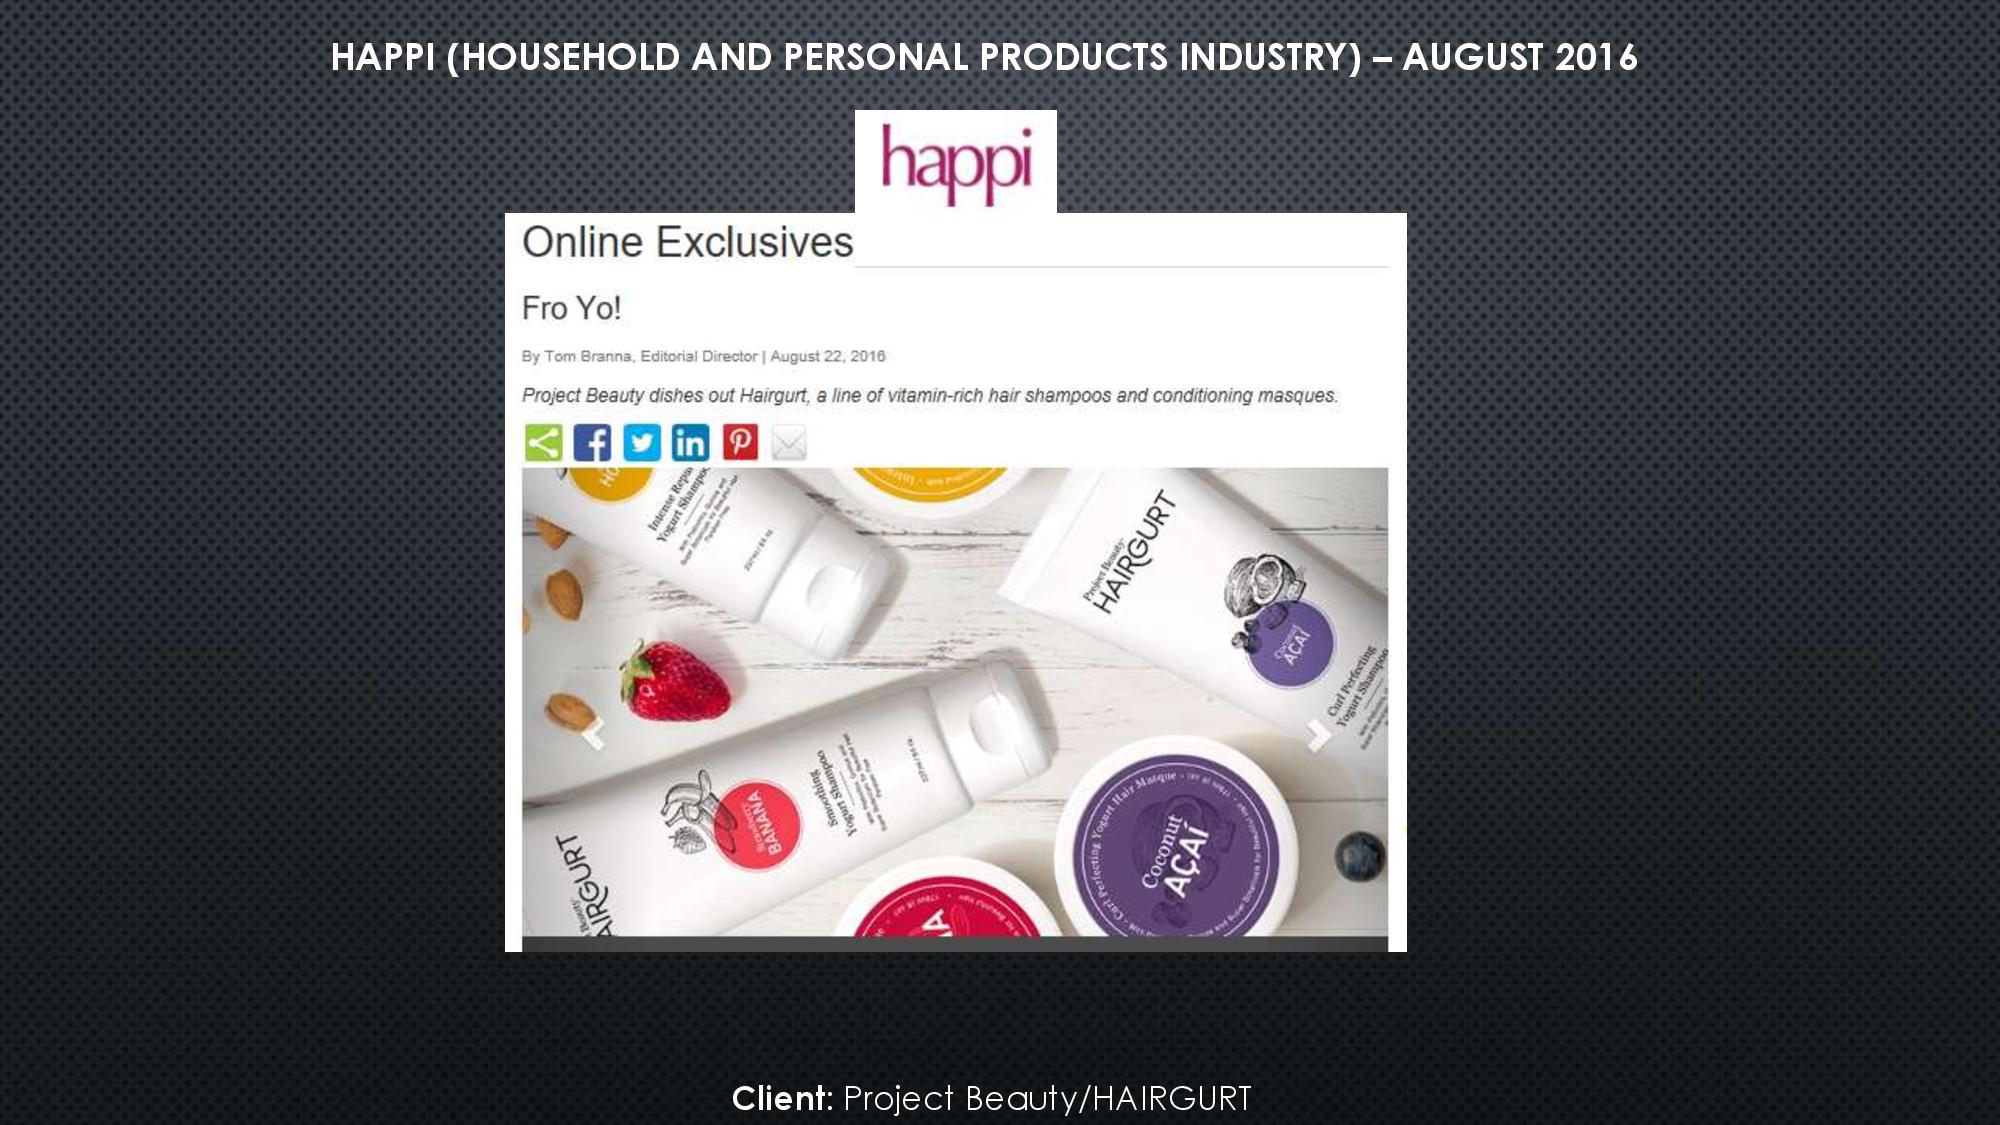 HAPPI (HOUSEHOLD AND PERSONAL PRODUCTS INDUSTRY) – AUGUST 2016
happi
Online Exclusives
Fro Yo!
By Tom Branna, Editorial Director | August 22, 2016
Project Beauty dishes out Hairgurt, a line of vitamin-rich hair shampoos and conditioning masques.
in
Yogurt Shampoo
Project Beauty
HAIRGURT
Coconut
AÇAÍ
Curl Perfecting
Yogurt Shampoo
Strawberry
BANANA
Smoothing
Yogurt Shampoo
Curl Perfecting Yogurt Hair Masque
Coconut
AÇAÍ
Client: Project Beauty/HAIRGURT